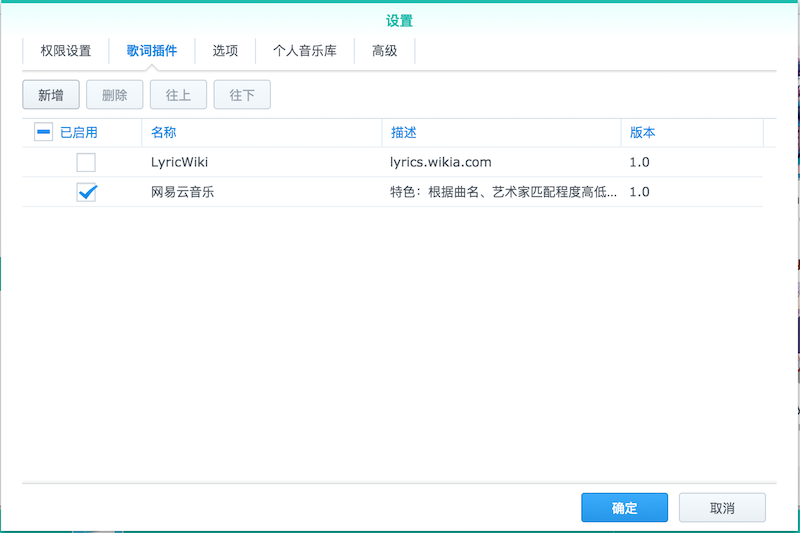 设置
权限设置 歌词插件 选项 个人音乐库 高级
新增 删除 往上 往下
已启用 名称 描述 版本
LyricWiki lyrics.wikia.com 1.0
网易云音乐 特色：根据曲名、艺术家匹配程度高低... 1.0
确定 取消